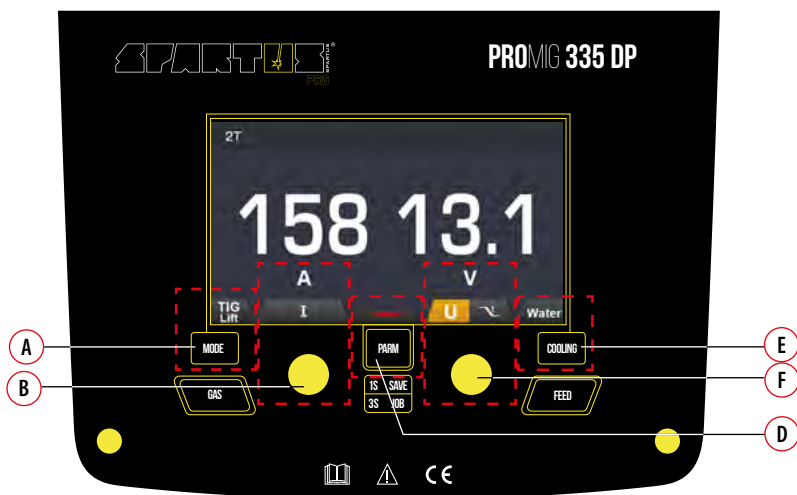 SPARTUS®
SPARTUS
PRO
PROMIG 335 DP
2T
158 13.1
A V
TIG Lift I U Water
MODE PARM COOLING
GAS 1S SAVE FEED
3S JOB
A
B
E
F
D
CE